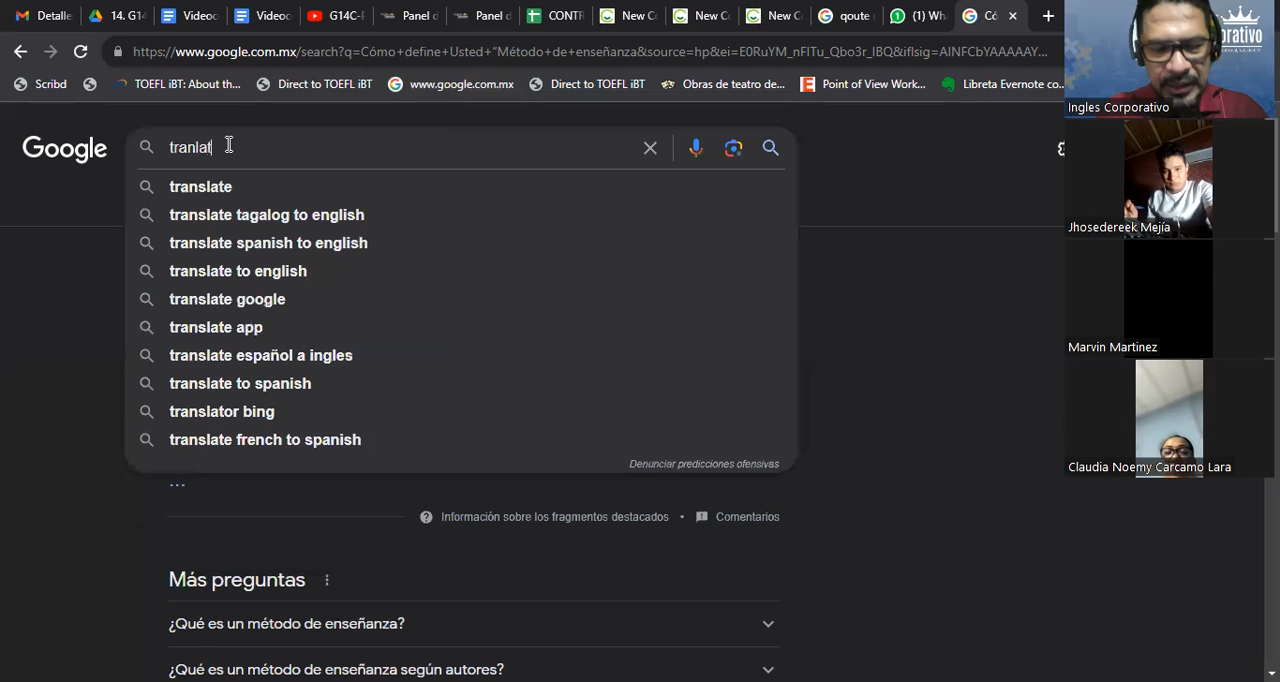 Detalle
14. G14
Videoc
Videoc
G14C-F
Panel d
Panel d
CONTR
New C
New C
New C
qoute
(1) Wh
Có
https://www.google.com.mx/search?q=Cómo+define+Usted+"Método+de+enseñanza&source=hp&ei=E0RuYM_nFITu_Qbo3r_IBQ&iflsig=AINFCbYAAAAAY...
Scribd
TOEFL iBT: About th...
Direct to TOEFL iBT
www.google.com.mx
Direct to TOEFL iBT
Obras de teatro de...
Point of View Work...
Libreta Evernote co...
Google
tranlat
translate
translate tagalog to english
translate spanish to english
translate to english
translate google
translate app
translate español a ingles
translate to spanish
translator bing
translate french to spanish
Denunciar predicciones ofensivas
...
Información sobre los fragmentos destacados • Comentarios
Más preguntas
¿Qué es un método de enseñanza?
¿Qué es un método de enseñanza según autores?
orativo
Ingles Corporativo
Jhosedereek Mejía
Marvin Martinez
Claudia Noemy Carcamo Lara